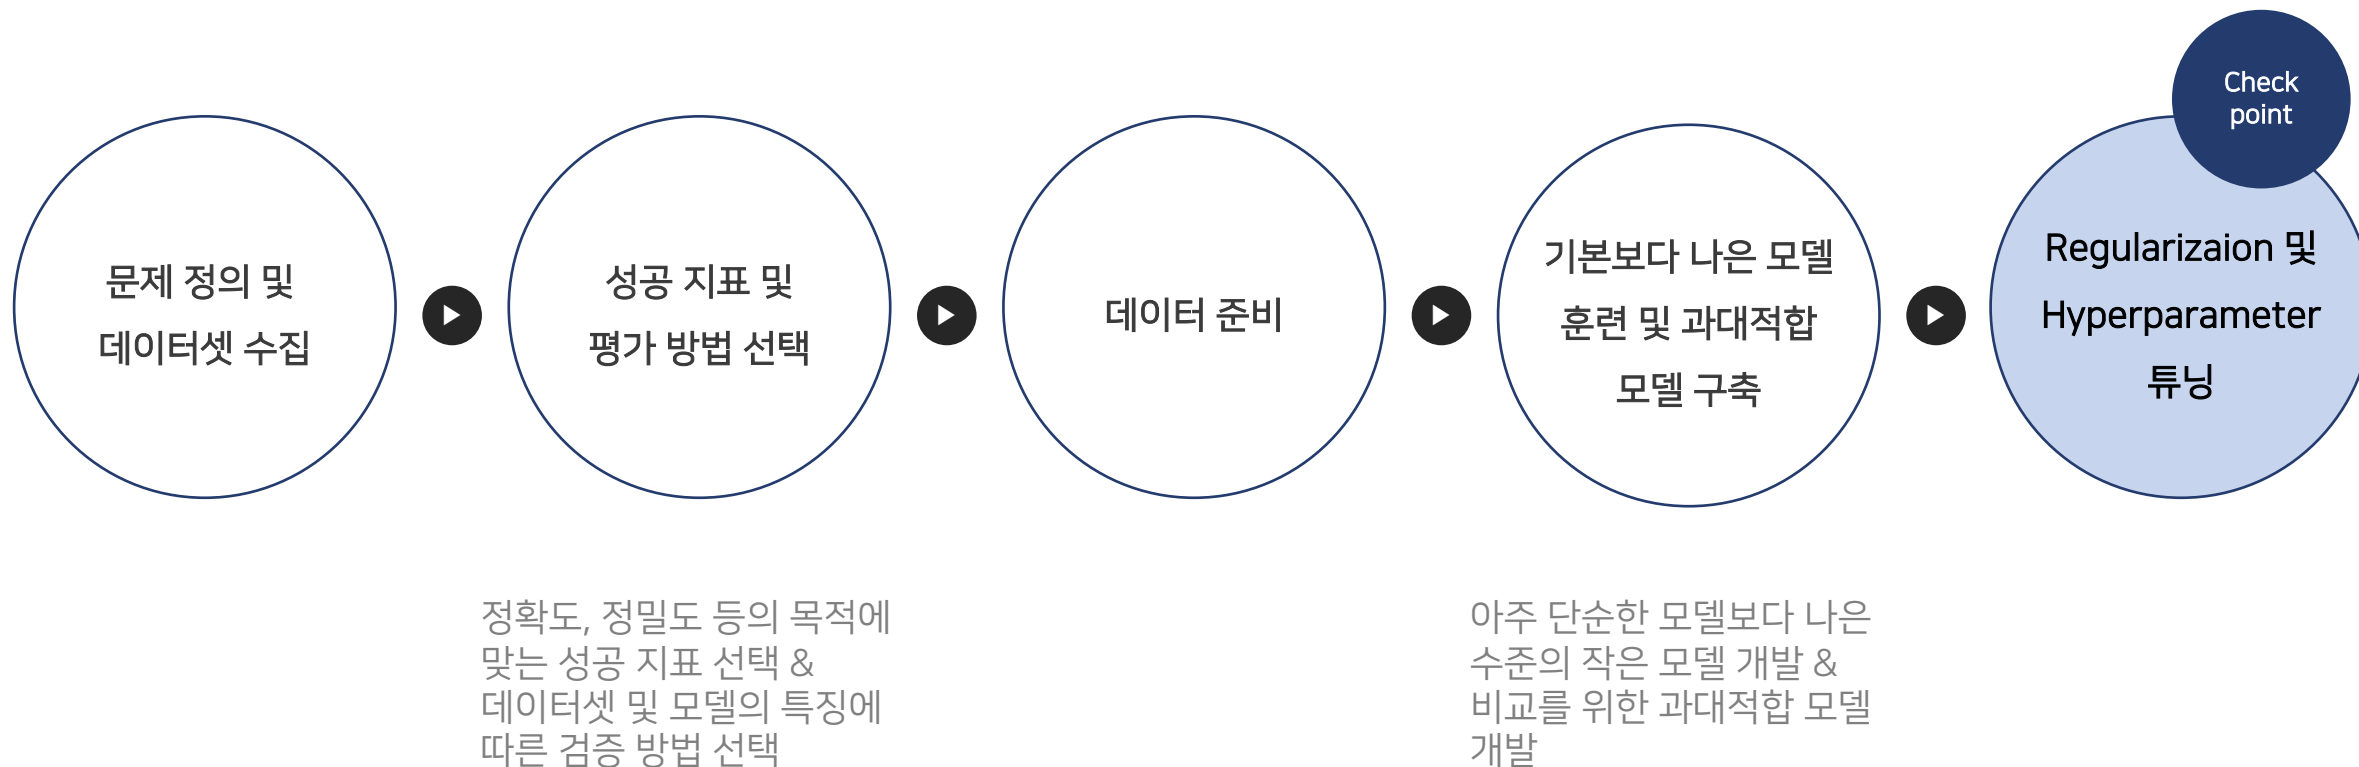 문제 정의 및
데이터셋 수집
성공 지표 및
평가 방법 선택
데이터 준비
기본보다 나은 모델
훈련 및 과대적합
모델 구축
Check
point
Regularizaion 및
Hyperparameter
튜닝
정확도, 정밀도 등의 목적에
맞는 성공 지표 선택 &
데이터셋 및 모델의 특징에
따른 검증 방법 선택
아주 단순한 모델보다 나은
수준의 작은 모델 개발 &
비교를 위한 과대적합 모델
개발